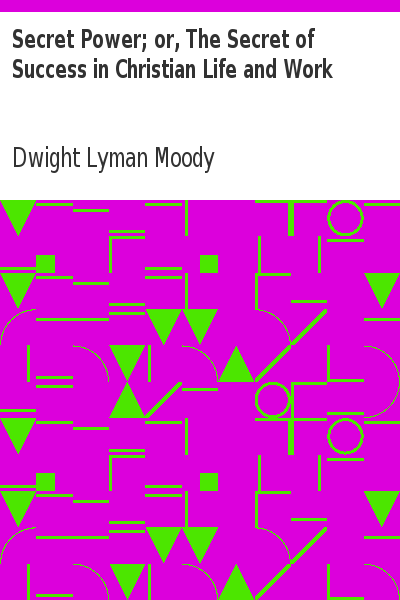 Secret Power; or, The Secret of
Success in Christian Life and Work
Dwight Lyman Moody